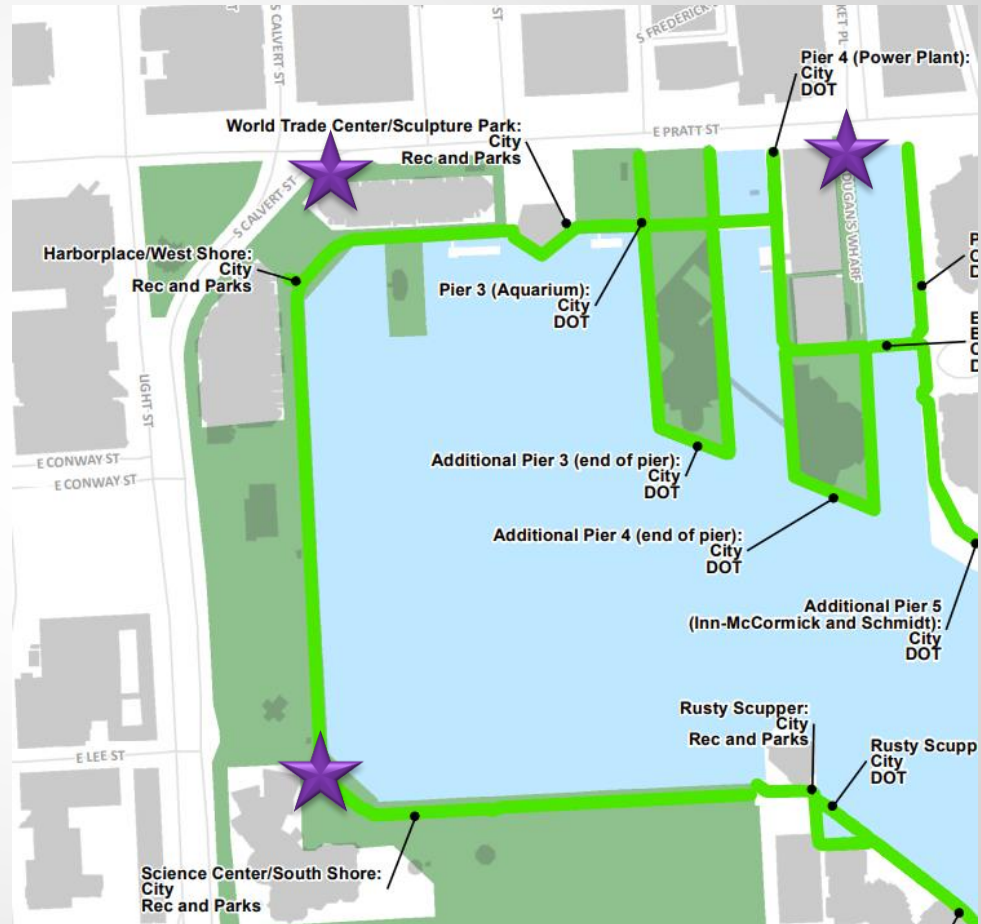 S CALVERT ST
ST
ST
S FREDERICK ST
KET PL
Pier 4 (Power Plant):
City
DOT
World Trade Center/Sculpture Park:
City
Rec and Parks
E PRATT ST
S CALVERT ST
Harborplace/West Shore:
City
Rec and Parks
Pier 3 (Aquarium):
City
DOT
DUGAN'S WHARF
P
C
D
E
E
C
D
LIGHT ST
E CONWAY ST
E CONWAY ST
Additional Pier 3 (end of pier):
City
DOT
Additional Pier 4 (end of pier):
City
DOT
Additional Pier 5
(Inn-McCormick and Schmidt):
City
DOT
Rusty Scupper:
City
Rec and Parks
Rusty Scupp
City
DOT
E LEE ST
Science Center/South Shore:
City
Rec and Parks